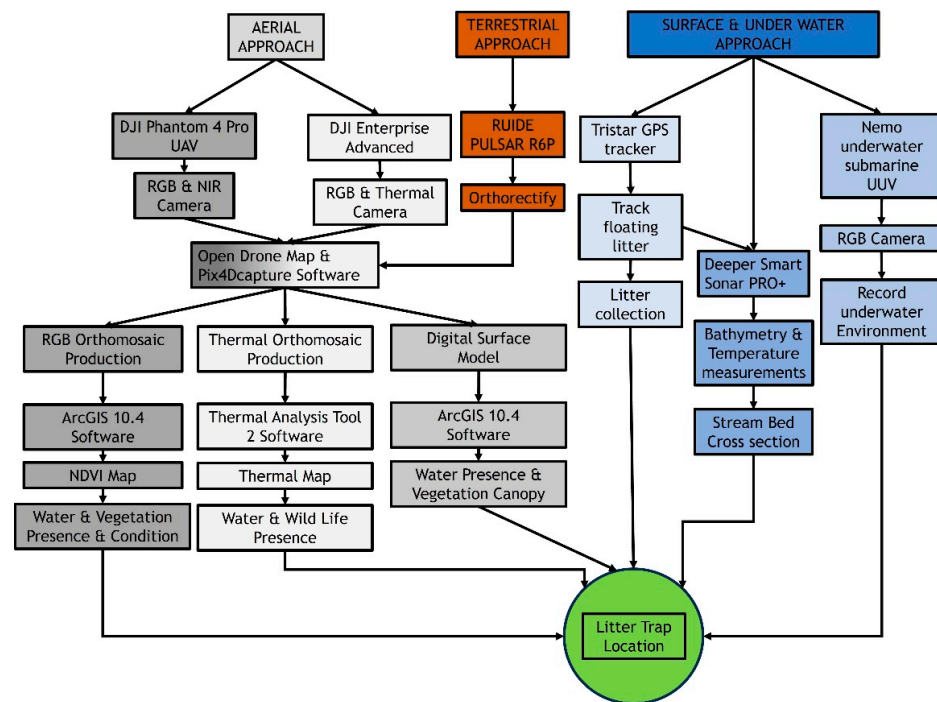 AERIAL
APPROACH
TERRESTRIAL
APPROACH
SURFACE & UNDER WATER
APPROACH
DJI Phantom 4 Pro
UAV
DJI Enterprise
Advanced
RUIDE
PULSAR R6P
Tristar GPS
tracker
Nemo
underwater
submarine
UUV
RGB & NIR
Camera
RGB & Thermal
Camera
Orthorectify
Track
floating
litter
RGB Camera
Open Drone Map &
Pix4Dcapture Software
Deeper Smart
Sonar PRO+
Litter
collection
Record
underwater
Environment
RGB Orthomosaic
Production
Thermal Orthomosaic
Production
Digital Surface
Model
Bathymetry &
Temperature
measurements
ArcGIS 10.4
Software
Thermal Analysis Tool
2 Software
ArcGIS 10.4
Software
Stream Bed
Cross section
NDVI Map
Thermal Map
Water Presence &
Vegetation Canopy
Water & Vegetation
Presence & Condition
Water & Wild Life
Presence
Litter Trap
Location